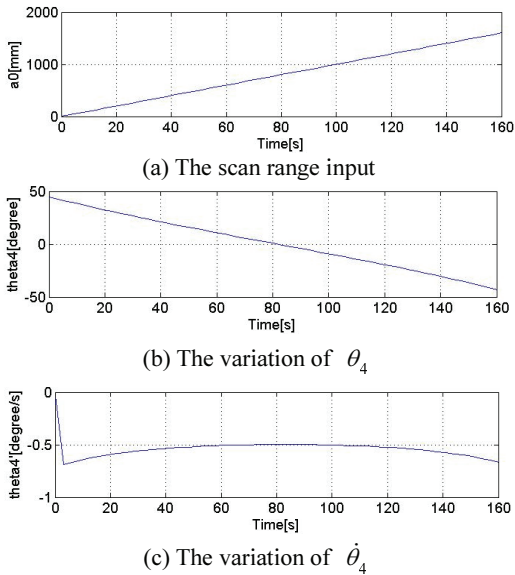 2000
1000
0
a0[mm]
0 20 40 60 80 100 120 140 160
Time[s]
(a) The scan range input
50
0
-50
theta4[degree]
0 20 40 60 80 100 120 140 160
Time[s]
(b) The variation of θ₄
0
-0.5
-1
theta4'[degree/s]
0 20 40 60 80 100 120 140 160
Time[s]
(c) The variation of θ̇₄